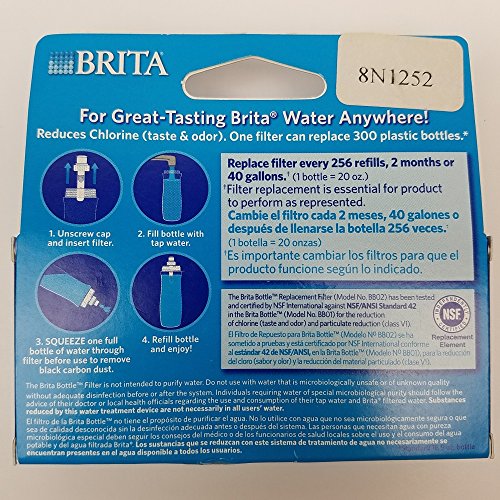 BRITA
8N1252
For Great-Tasting Brita® Water Anywhere!
Reduces Chlorine (taste & odor). One filter can replace 300 plastic bottles.*
1. Unscrew cap
and insert filter.
2. Fill bottle with
tap water.
3. SQUEEZE one full
bottle of water through
filter before use to remove
black carbon dust.
4. Refill bottle
and enjoy!
Replace filter every 256 refills, 2 months or
40 gallons.† (1 bottle = 20 oz.)
†Filter replacement is essential for product
to perform as represented.
Cambie el filtro cada 2 meses, 40 galones o
después de llenarse la botella 256 veces.†
(1 botella = 20 onzas)
†Es importante cambiar los filtros para que el
producto funcione según lo indicado.
The Brita Bottle™ Replacement Filter (Model No. BB02) has been tested
and certified by NSF International against NSF/ANSI Standard 42
in the Brita Bottle™ (Model No. BB01) for the reduction
of chlorine (taste and odor) and particulate reduction (class V1).
El Filtro de Repuesto para Brita Bottle™ (Modelo Nº BB02) se ha
sometido a pruebas y está certificado por NSF International conforme
al estándar 42 de NSF/ANSI, en la Brita Bottle™ (Modelo Nº BB01), para la reducción
del cloro (sabor y olor) y la reducción del material particulado (clase V1).
NSF
Replacement
Element
The Brita Bottle™ Filter is not intended to purify water. Do not use with water that is microbiologically unsafe or of unknown quality
without adequate disinfection before or after the system. Individuals requiring water of special microbiological purity should follow the
advice of their doctor or local health officials regarding the use and consumption of tap water and Brita® filtered water. Substances
reduced by this water treatment device are not necessarily in all users' water.
El filtro de la Brita Bottle™ no tiene el propósito de purificar el agua. No lo utilice con agua que no sea microbiológicamente segura o
sea de calidad desconocida sin la desinfección adecuada antes o después del sistema. Las personas que necesitan agua con pureza
microbiológica especial deben seguir los consejos del médico o de los funcionarios de salud locales sobre el uso y el consumo del agua
potable y del agua filtrada Brita®. Los sustancias que se reduzcan con este sistema de tratamiento de agua no necesariamente se
encuentran presentes en el agua de todos los usuarios.
bottle